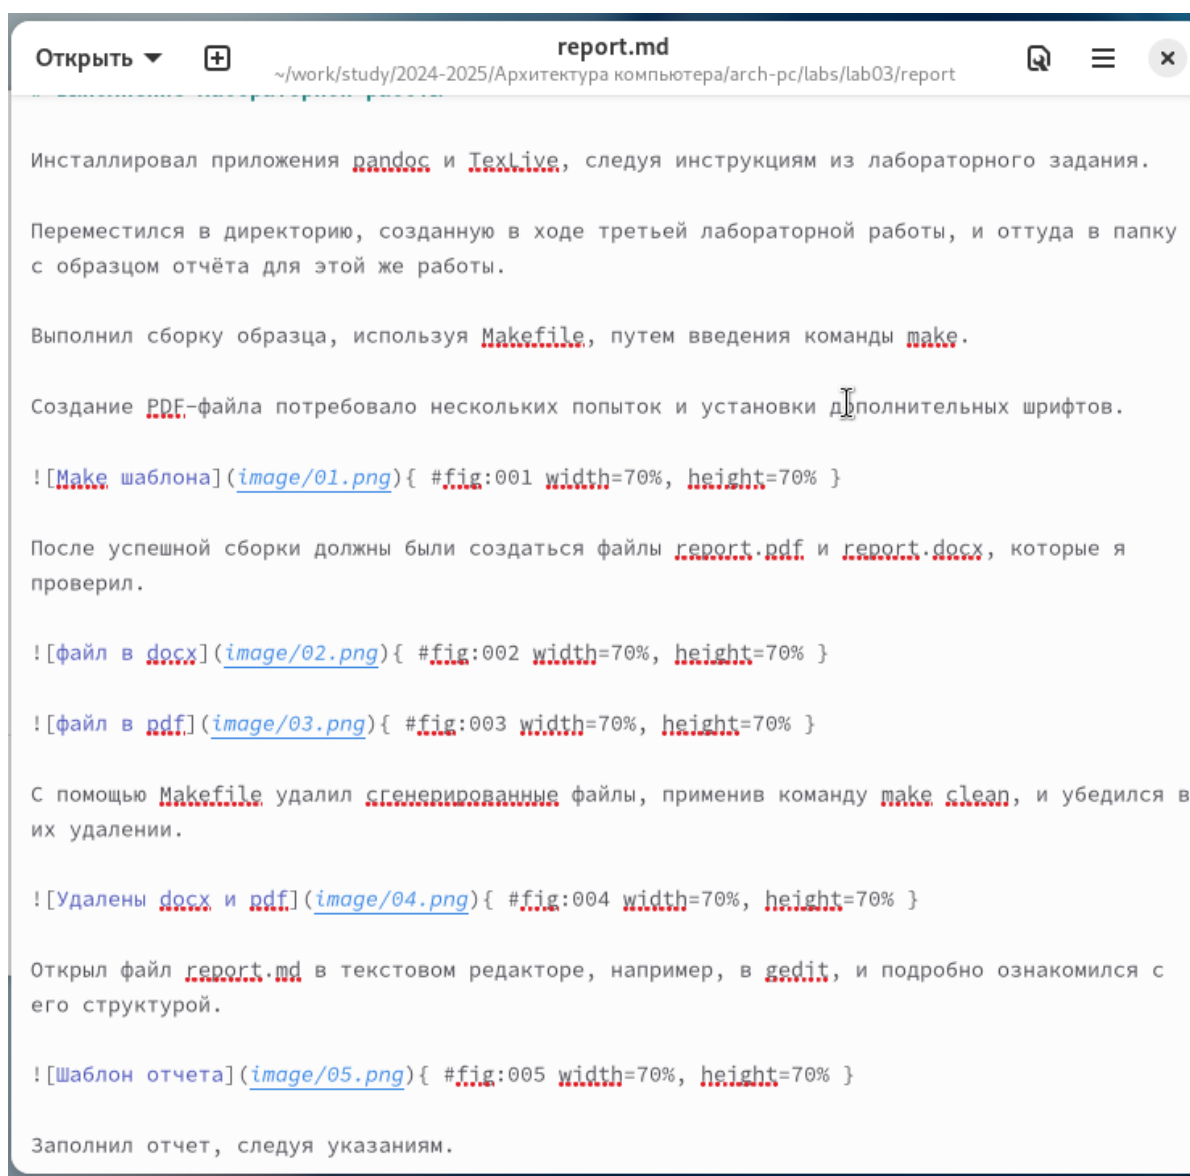 Открыть
report.md
~/work/study/2024-2025/Архитектура компьютера/arch-pc/labs/lab03/report
# Выполнение лабораторной работы
Инсталлировал приложения pandoc и TexLive, следуя инструкциям из лабораторного задания.
Переместился в директорию, созданную в ходе третьей лабораторной работы, и оттуда в папку
с образцом отчёта для этой же работы.
Выполнил сборку образца, используя Makefile, путем введения команды make.
Создание PDF-файла потребовало нескольких попыток и установки дополнительных шрифтов.
![Make шаблона](image/01.png){ #fig:001 width=70%, height=70% }
После успешной сборки должны были создаться файлы report.pdf и report.docx, которые я
проверил.
![файл в docx](image/02.png){ #fig:002 width=70%, height=70% }
![файл в pdf](image/03.png){ #fig:003 width=70%, height=70% }
С помощью Makefile удалил сгенерированные файлы, применив команду make clean, и убедился в
их удалении.
![Удалены docx и pdf](image/04.png){ #fig:004 width=70%, height=70% }
Открыл файл report.md в текстовом редакторе, например, в gedit, и подробно ознакомился с
его структурой.
![Шаблон отчета](image/05.png){ #fig:005 width=70%, height=70% }
Заполнил отчет, следуя указаниям.